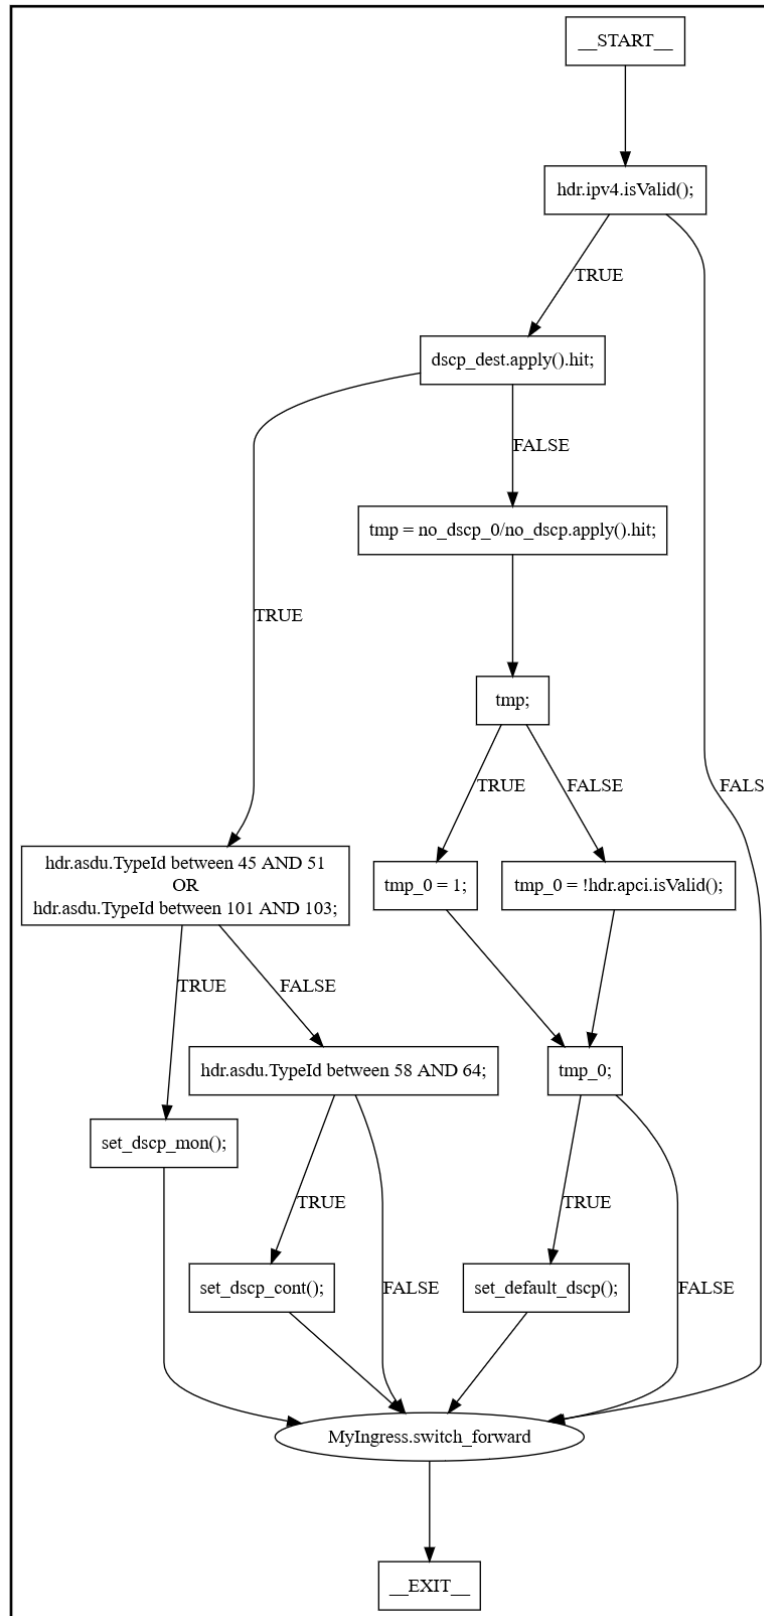 __START__
hdr.ipv4.isValid();
TRUE
dscp_dest.apply().hit;
FALSE
tmp = no_dscp_0/no_dscp.apply().hit;
TRUE
tmp;
TRUE
FALSE
FALS
hdr.asdu.TypeId between 45 AND 51
OR
hdr.asdu.TypeId between 101 AND 103;
tmp_0 = 1;
tmp_0 = !hdr.apci.isValid();
TRUE
FALSE
hdr.asdu.TypeId between 58 AND 64;
tmp_0;
set_dscp_mon();
TRUE
TRUE
set_dscp_cont();
FALSE
set_default_dscp();
FALSE
MyIngress.switch_forward
__EXIT__